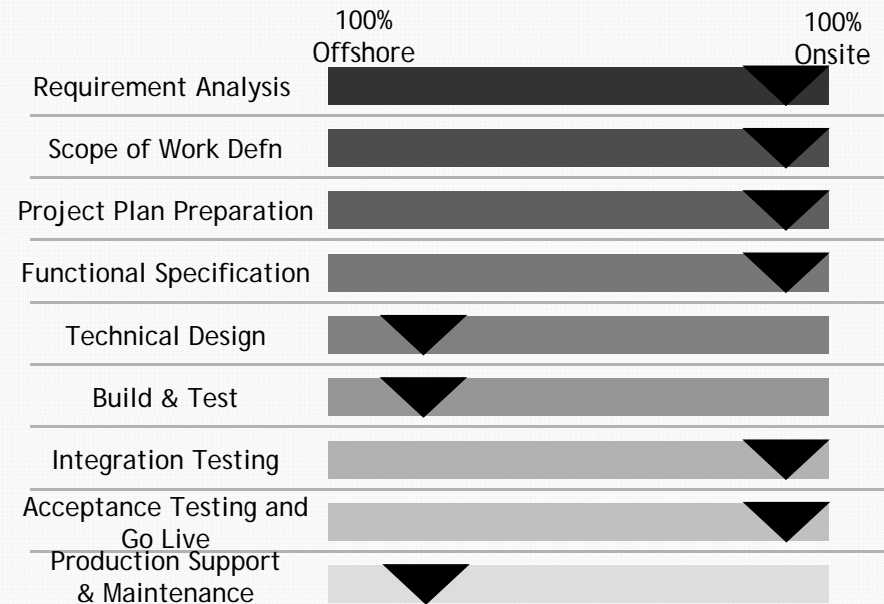 100%
Offshore
100%
Onsite
Requirement Analysis
Scope of Work Defn
Project Plan Preparation
Functional Specification
Technical Design
Build & Test
Integration Testing
Acceptance Testing and
Go Live
Production Support
& Maintenance